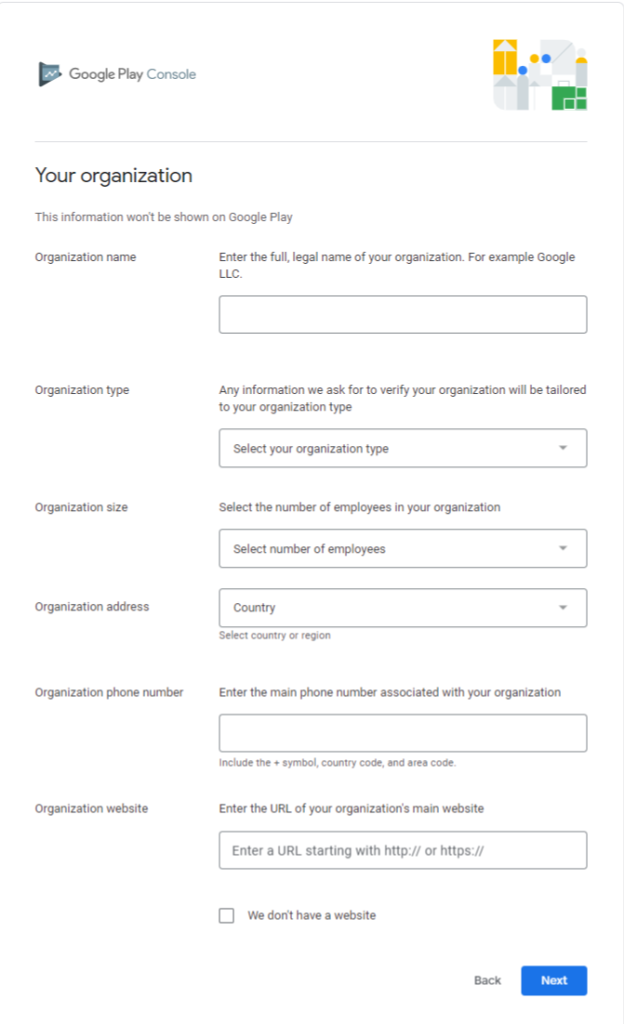 Google Play Console
Your organization
This information won't be shown on Google Play
Organization name
Enter the full, legal name of your organization. For example Google
LLC.
Organization type
Any information we ask for to verify your organization will be tailored
to your organization type
Select your organization type
Organization size
Select the number of employees in your organization
Select number of employees
Organization address
Country
Select country or region
Organization phone number
Enter the main phone number associated with your organization
Include the + symbol, country code, and area code.
Organization website
Enter the URL of your organization's main website
Enter a URL starting with http:// or https://
We don't have a website
Back
Next